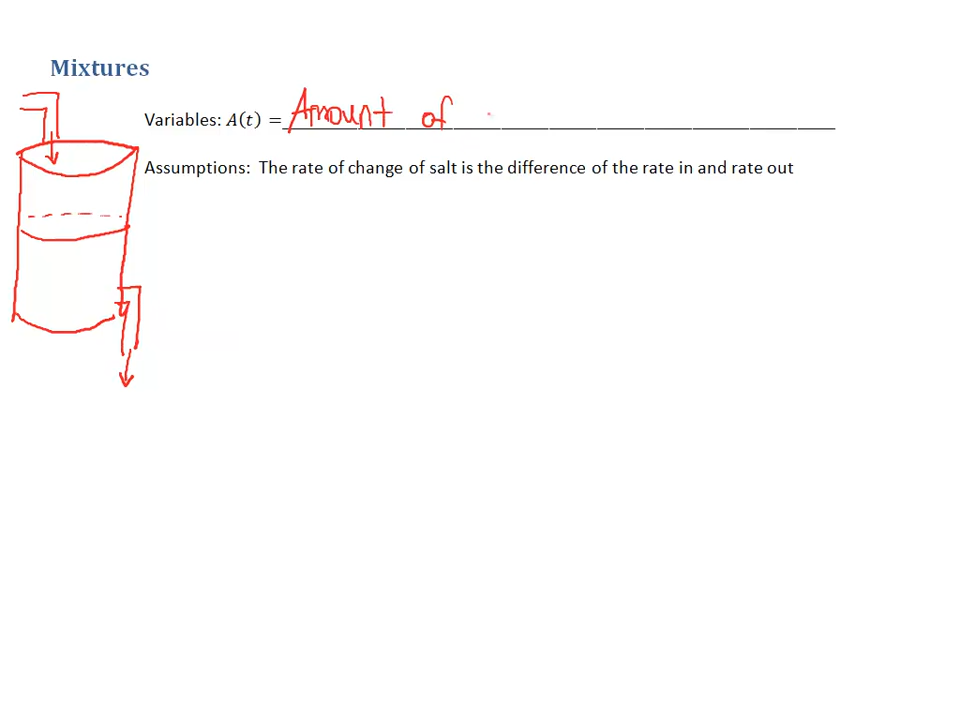 Mixtures
Variables: A(t) = Amount of
Assumptions: The rate of change of salt is the difference of the rate in and rate out